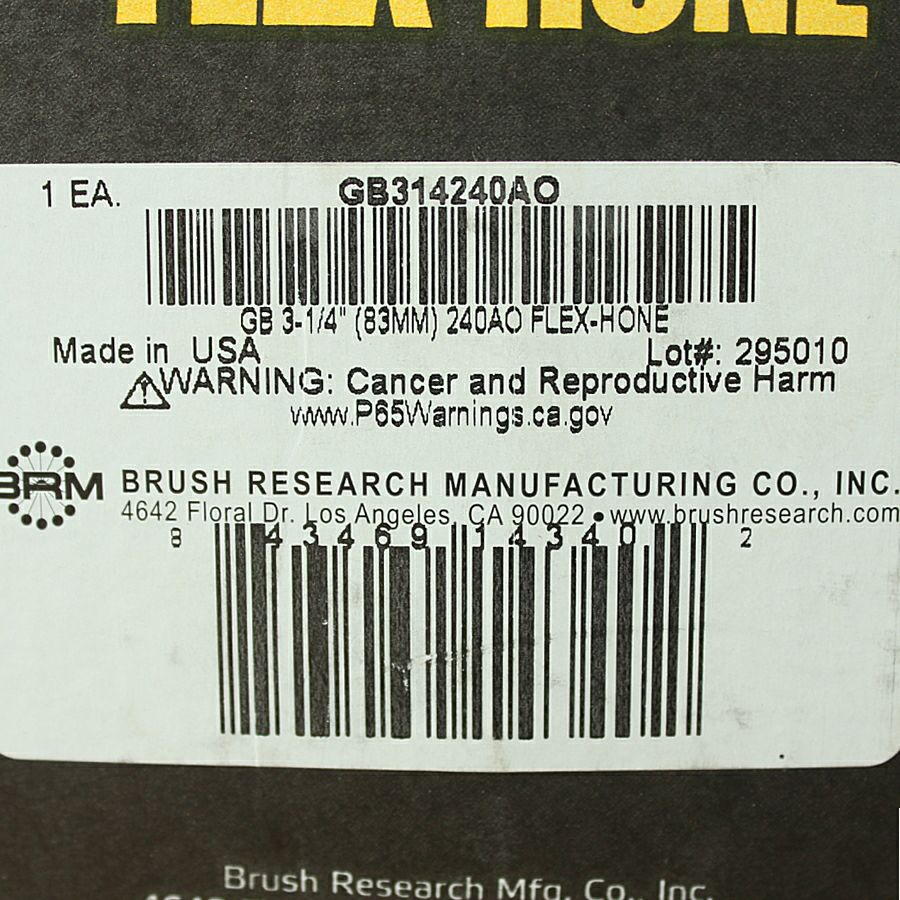 FLEX-HONE
1 EA. GB314240AO
GB 3-1/4" (83MM) 240AO FLEX-HONE
Made in USA Lot#: 295010
WARNING: Cancer and Reproductive Harm
www.P65Warnings.ca.gov
BRM BRUSH RESEARCH MANUFACTURING CO., INC.
4642 Floral Dr. Los Angeles, CA 90022 • www.brushresearch.com
8 43469 14340 2
Brush Research Mfg. Co., Inc.